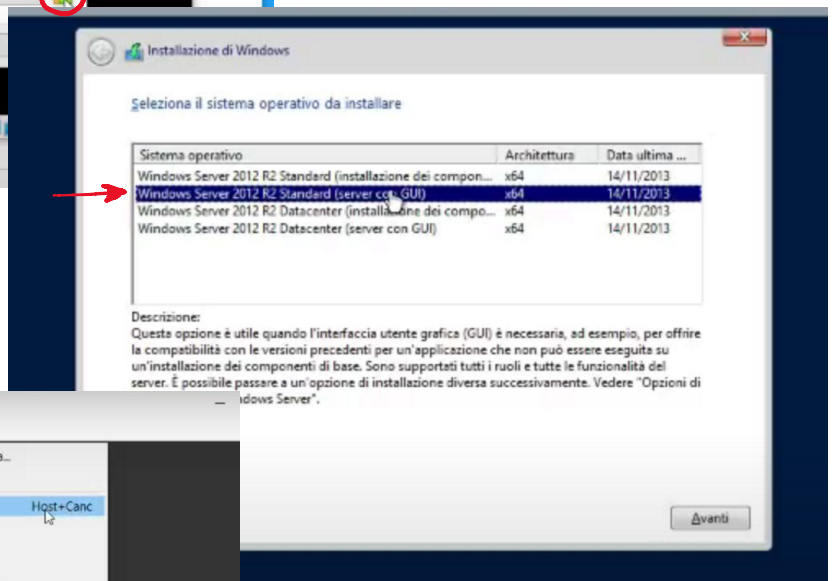 Installazione di Windows
Seleziona il sistema operativo da installare
Sistema operativo Architettura Data ultima ...
Windows Server 2012 R2 Standard (installazione dei compon... x64 14/11/2013
Windows Server 2012 R2 Standard (server con GUI) x64 14/11/2013
Windows Server 2012 R2 Datacenter (installazione dei compo... x64 14/11/2013
Windows Server 2012 R2 Datacenter (server con GUI) x64 14/11/2013
Descrizione:
Questa opzione è utile quando l'interfaccia utente grafica (GUI) è necessaria, ad esempio, per offrire
la compatibilità con le versioni precedenti per un'applicazione che non può essere eseguita su
un'installazione dei componenti di base. Sono supportati tutti i ruoli e tutte le funzionalità del
server. È possibile passare a un'opzione di installazione diversa successivamente. Vedere "Opzioni di
Server".
a...
Host+Canc
Avanti